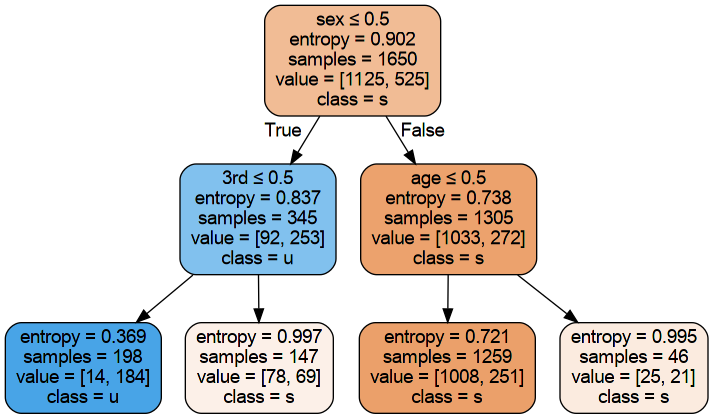 sex ≤ 0.5
entropy = 0.902
samples = 1650
value = [1125, 525]
class = s
True
False
3rd ≤ 0.5
entropy = 0.837
samples = 345
value = [92, 253]
class = u
age ≤ 0.5
entropy = 0.738
samples = 1305
value = [1033, 272]
class = s
entropy = 0.369
samples = 198
value = [14, 184]
class = u
entropy = 0.997
samples = 147
value = [78, 69]
class = s
entropy = 0.721
samples = 1259
value = [1008, 251]
class = s
entropy = 0.995
samples = 46
value = [25, 21]
class = s